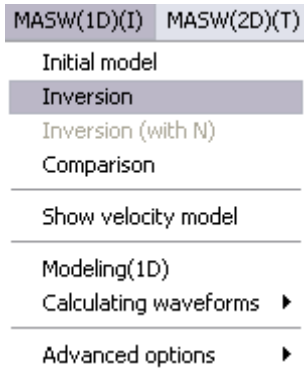 MASW(1D)(I) MASW(2D)(T)
Initial model
Inversion
Inversion (with N)
Comparison
Show velocity model
Modeling(1D)
Calculating waveforms
Advanced options